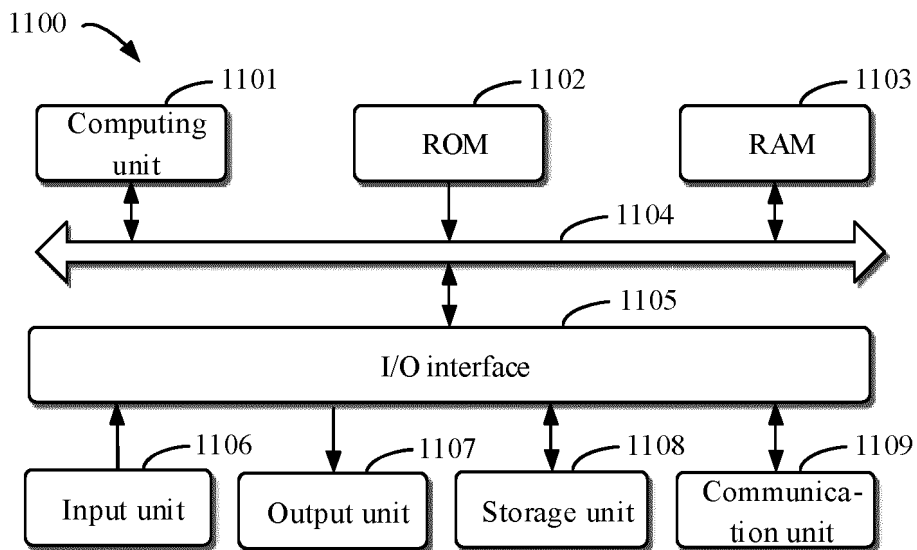 1100
1101
1102
1103
Computing
unit
ROM
RAM
1104
1105
I/O interface
1106
1107
1108
1109
Input unit
Output unit
Storage unit
Communica-
tion unit